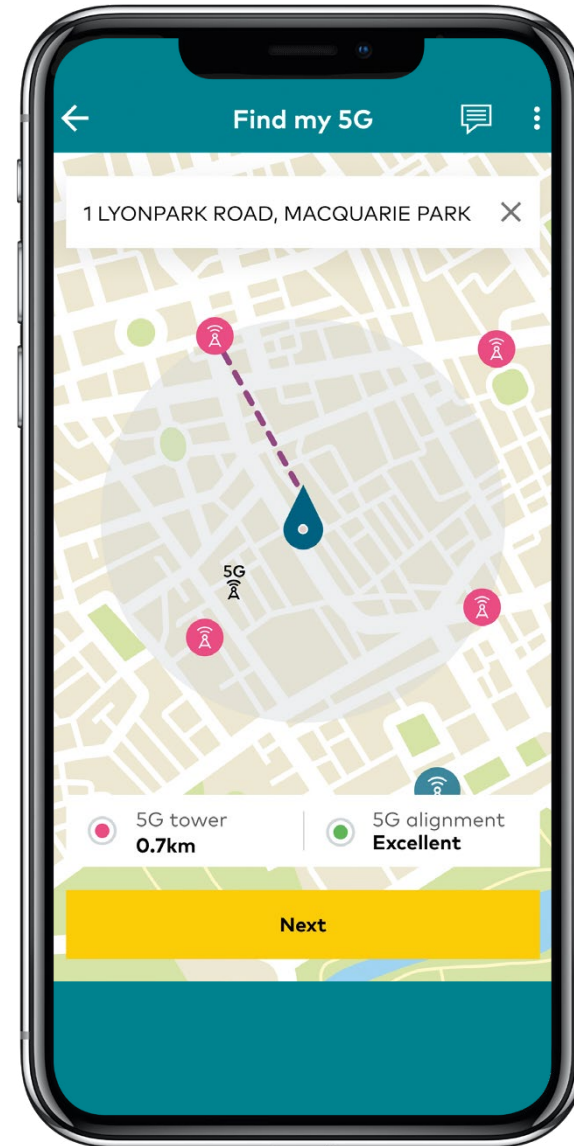 Find my 5G
1 LYONPARK ROAD, MACQUARIE PARK
5G
5G tower
0.7km
5G alignment
Excellent
Next